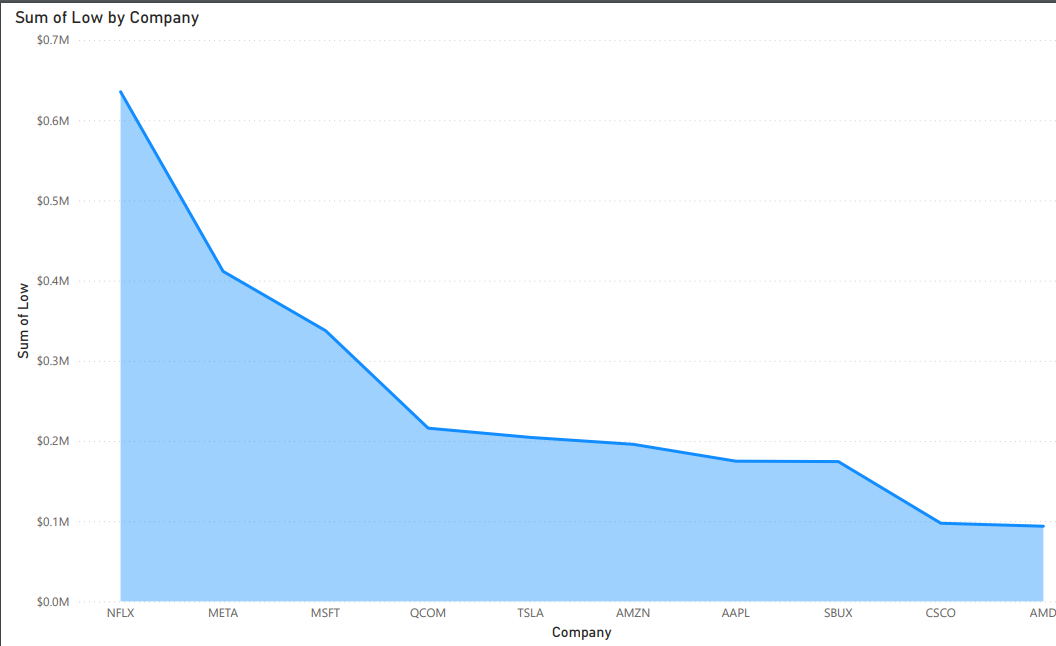 Sum of Low by Company
$0.7M
$0.6M
$0.5M
$0.4M
$0.3M
$0.2M
$0.1M
$0.0M
Sum of Low
NFLX META MSFT QCOM TSLA AMZN AAPL SBUX CSCO AMD
Company